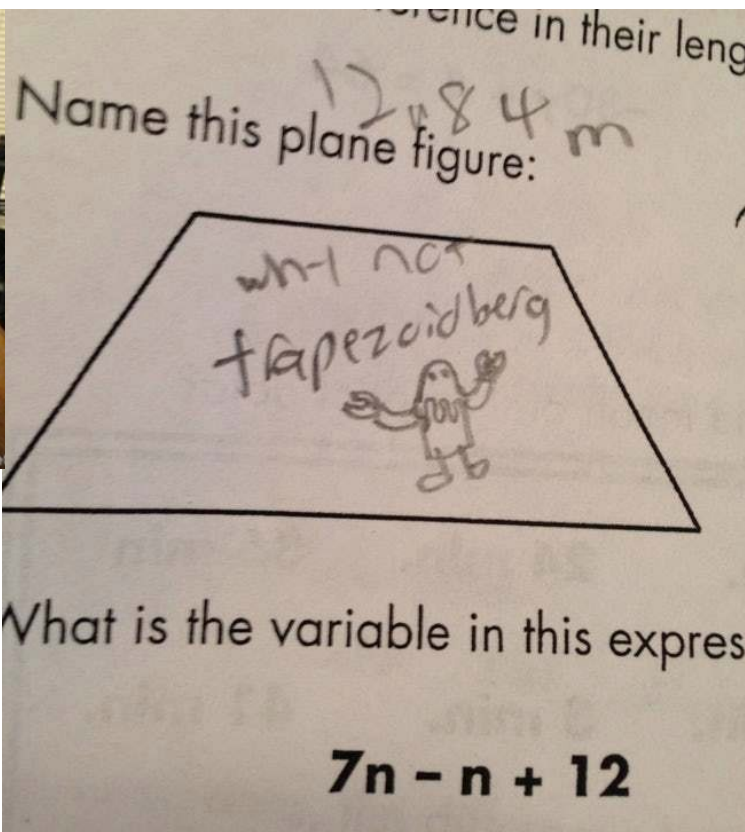 in their leng
12.84 m
Name this plane figure:
why not
trapezoidberg
What is the variable in this expres
7n – n + 12